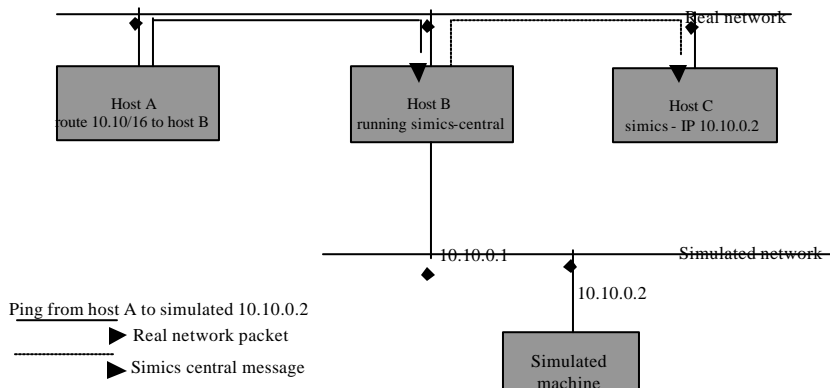 Real network
Host A
route 10.10/16 to host B
Host B
running simics-central
Host C
simics - IP 10.10.0.2
10.10.0.1
Simulated network
10.10.0.2
Ping from host A to simulated 10.10.0.2
Real network packet
Simics central message
Simulated
machine